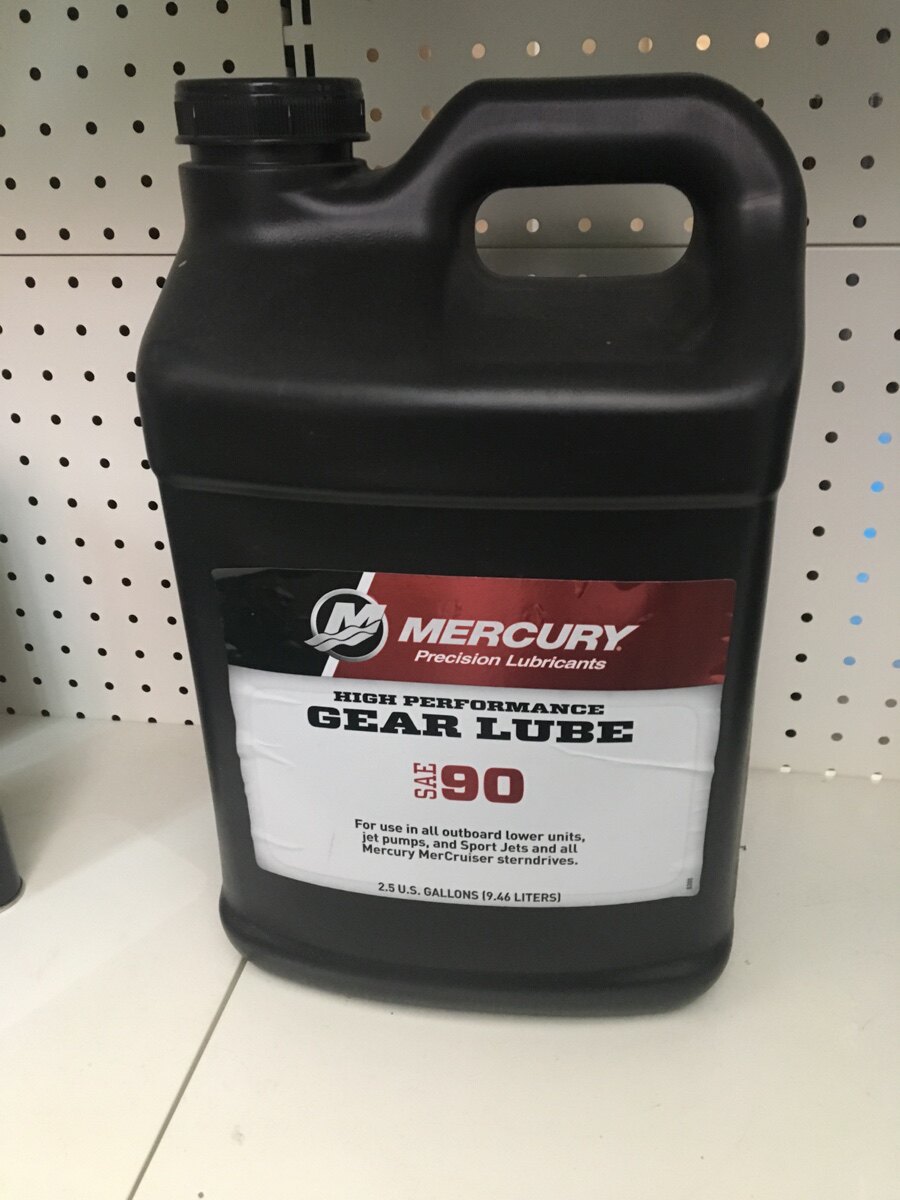 MERCURY
Precision Lubricants
HIGH PERFORMANCE
GEAR LUBE
SAE 90
For use in all outboard lower units,
jet pumps, and Sport Jets and all
Mercury MerCruiser sterndrives.
2.5 U.S. GALLONS (9.46 LITERS)